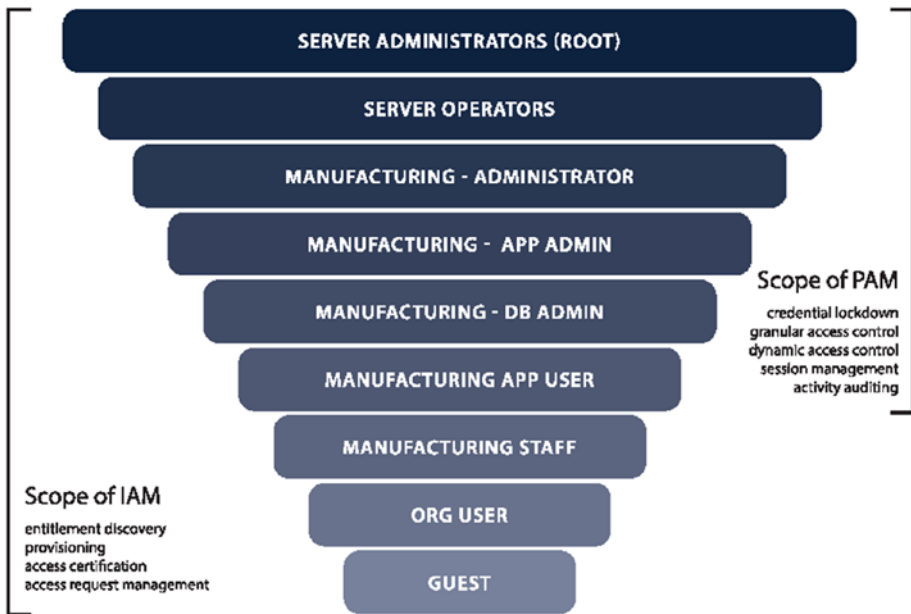 SERVER ADMINISTRATORS (ROOT)
SERVER OPERATORS
MANUFACTURING - ADMINISTRATOR
MANUFACTURING - APP ADMIN
MANUFACTURING - DB ADMIN
MANUFACTURING APP USER
MANUFACTURING STAFF
ORG USER
GUEST
Scope of PAM
credential lockdown
granular access control
dynamic access control
session management
activity auditing
Scope of IAM
entitlement discovery
provisioning
access certification
access request management